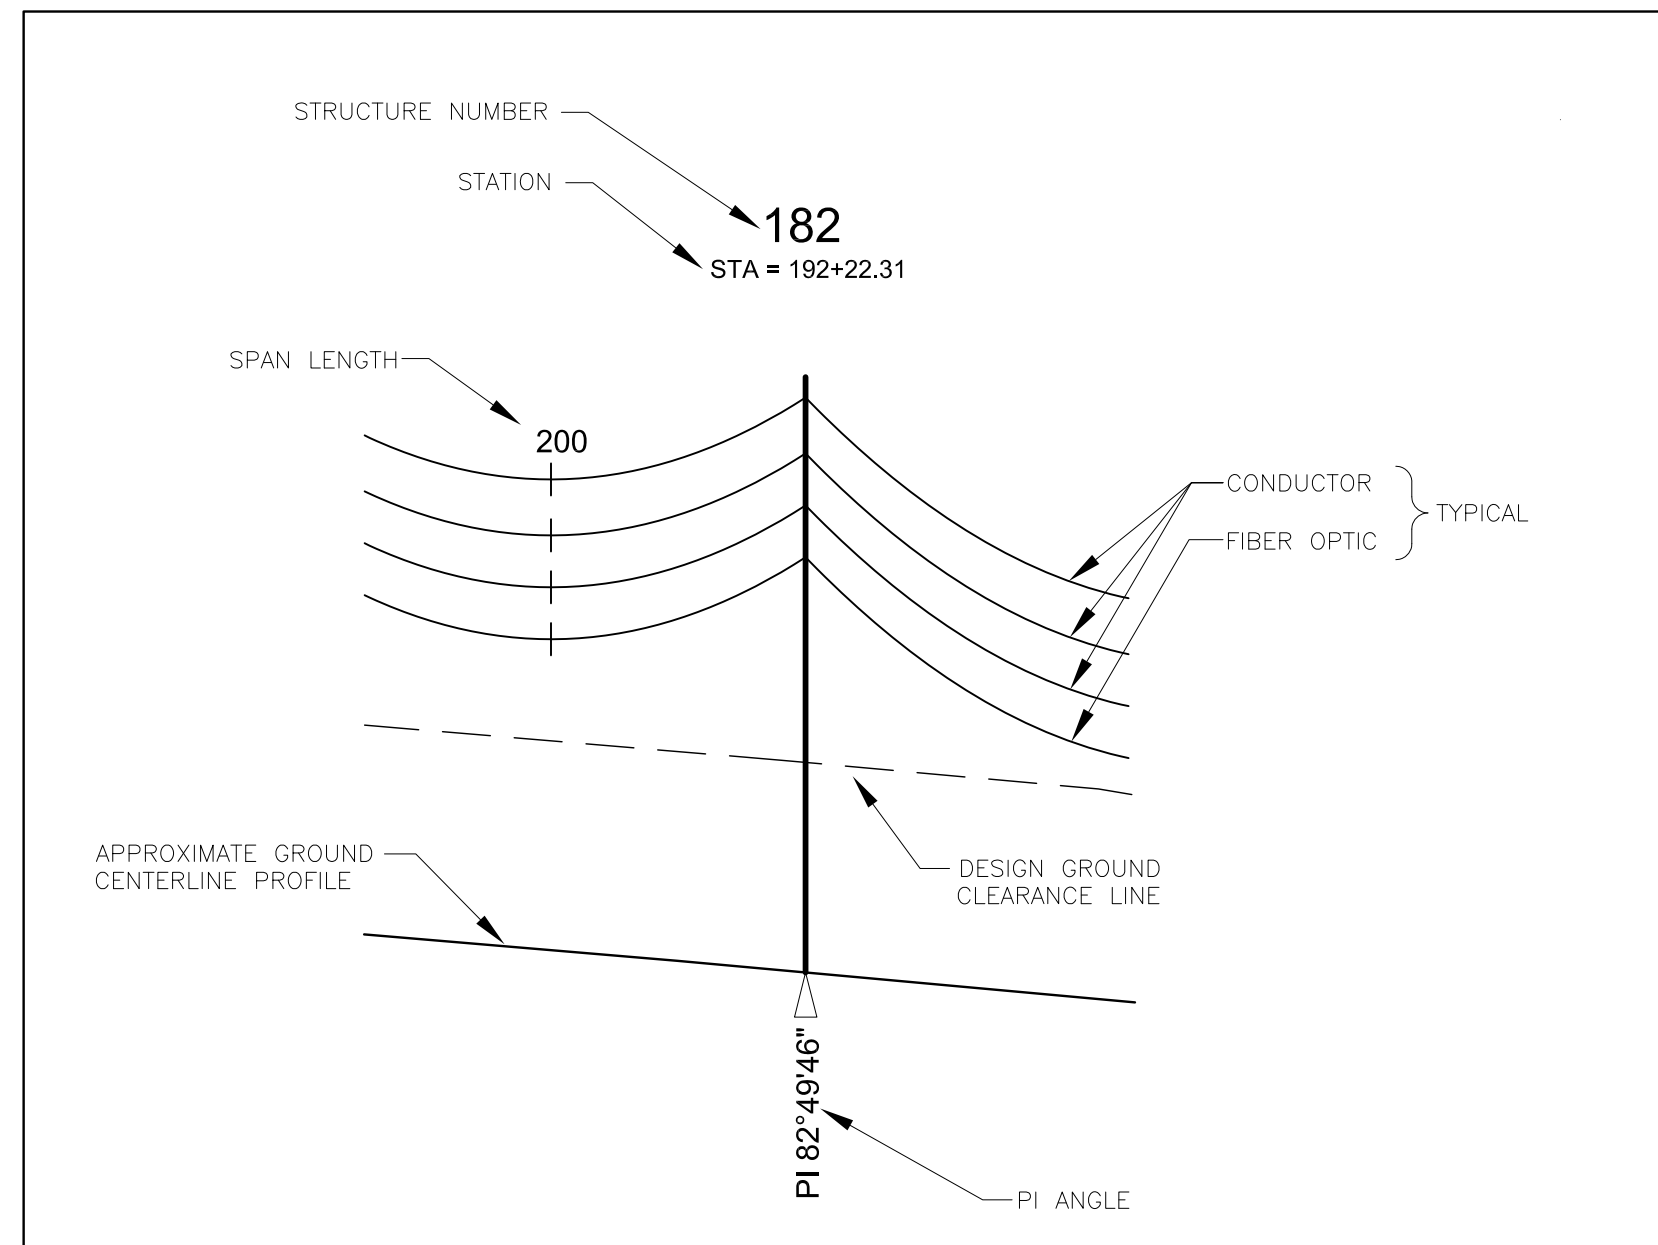 STRUCTURE NUMBER
STATION
182
STA = 192+22.31
SPAN LENGTH
200
CONDUCTOR
TYPICAL
FIBER OPTIC
APPROXIMATE GROUND
CENTERLINE PROFILE
DESIGN GROUND
CLEARANCE LINE
PI 82°49'46"
PI ANGLE